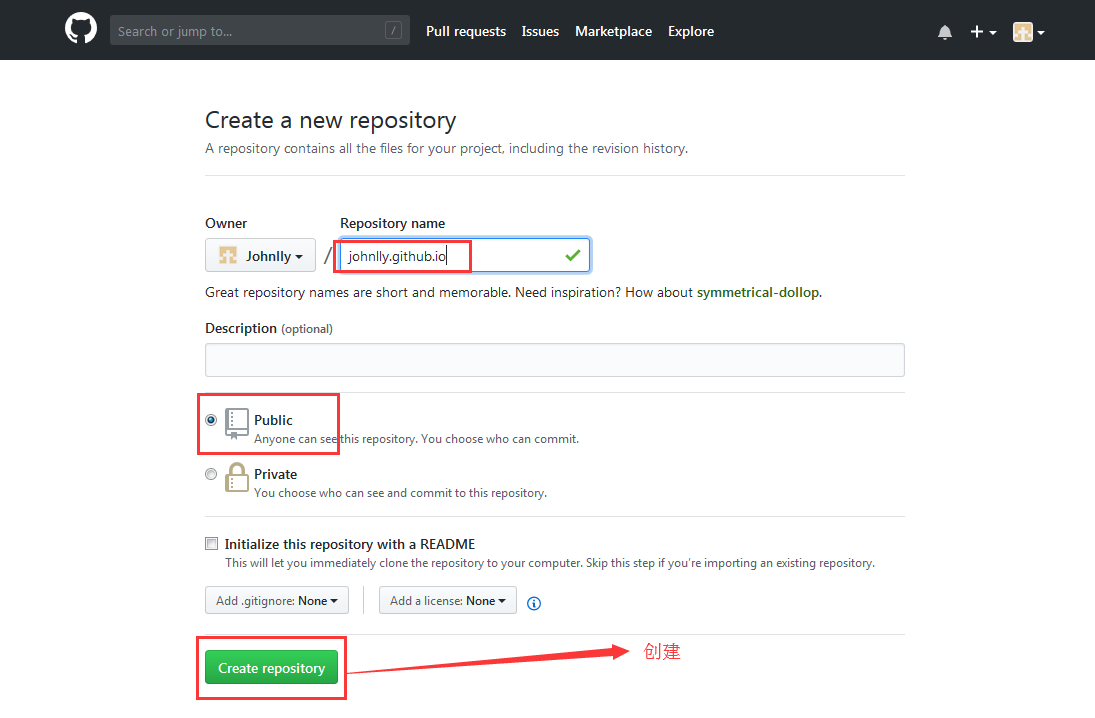 Search or jump to... /
Pull requests Issues Marketplace Explore
Create a new repository
A repository contains all the files for your project, including the revision history.
Owner Repository name
Johnlly / johnlly.github.io
Great repository names are short and memorable. Need inspiration? How about symmetrical-dollop.
Description (optional)
Public
Anyone can see this repository. You choose who can commit.
Private
You choose who can see and commit to this repository.
Initialize this repository with a README
This will let you immediately clone the repository to your computer. Skip this step if you're importing an existing repository.
Add .gitignore: None Add a license: None
Create repository 创建